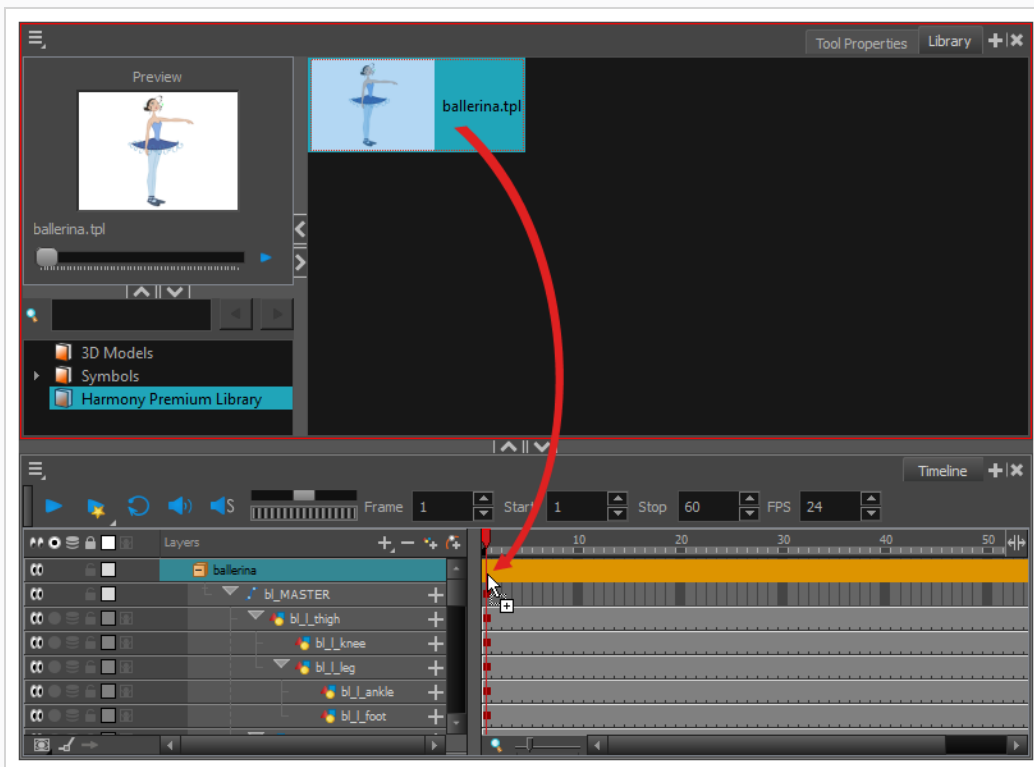 Tool Properties
Library
Preview
ballerina.tpl
ballerina.tpl
3D Models
Symbols
Harmony Premium Library
Timeline
S
Frame 1 Start 1 Stop 60 FPS 24
Layers
10 20 30 40 50
ballerina
bl_MASTER
bl_l_thigh
bl_l_knee
bl_l_leg
bl_l_ankle
bl_l_foot